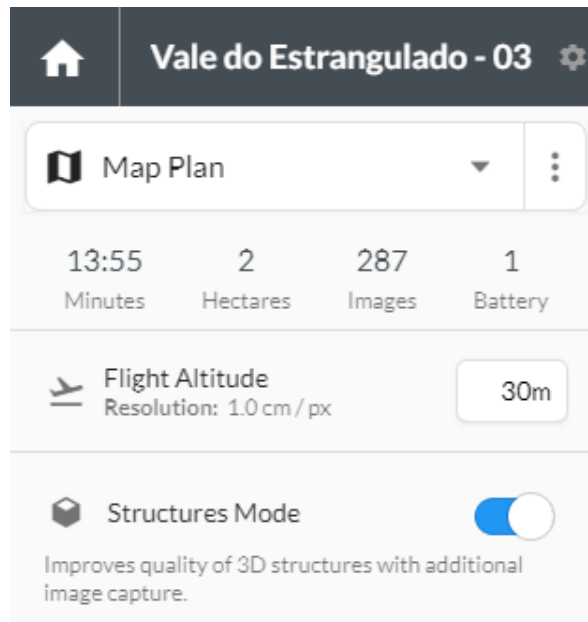 Vale do Estrangulado - 03
Map Plan
13:55 2 287 1
Minutes Hectares Images Battery
Flight Altitude
30m
Resolution: 1.0 cm / px
Structures Mode
Improves quality of 3D structures with additional
image capture.